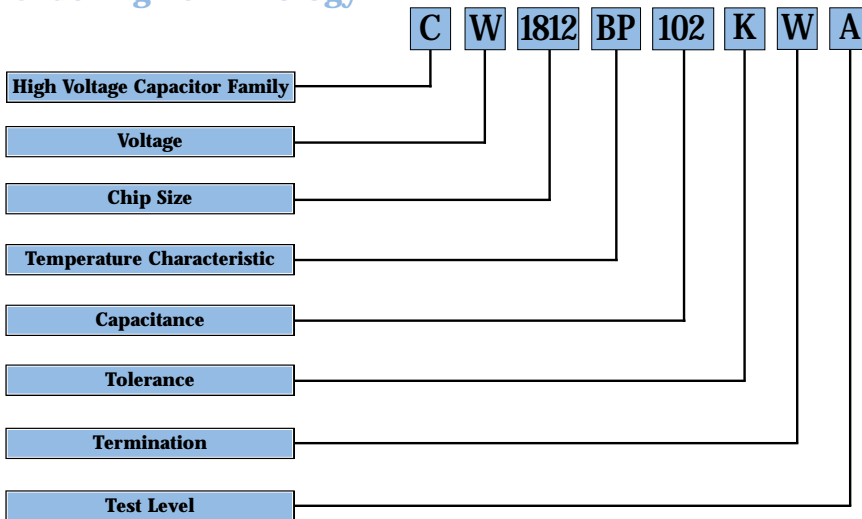 C W 1812 BP 102 K W A
High Voltage Capacitor Family
Voltage
Chip Size
Temperature Characteristic
Capacitance
Tolerance
Termination
Test Level